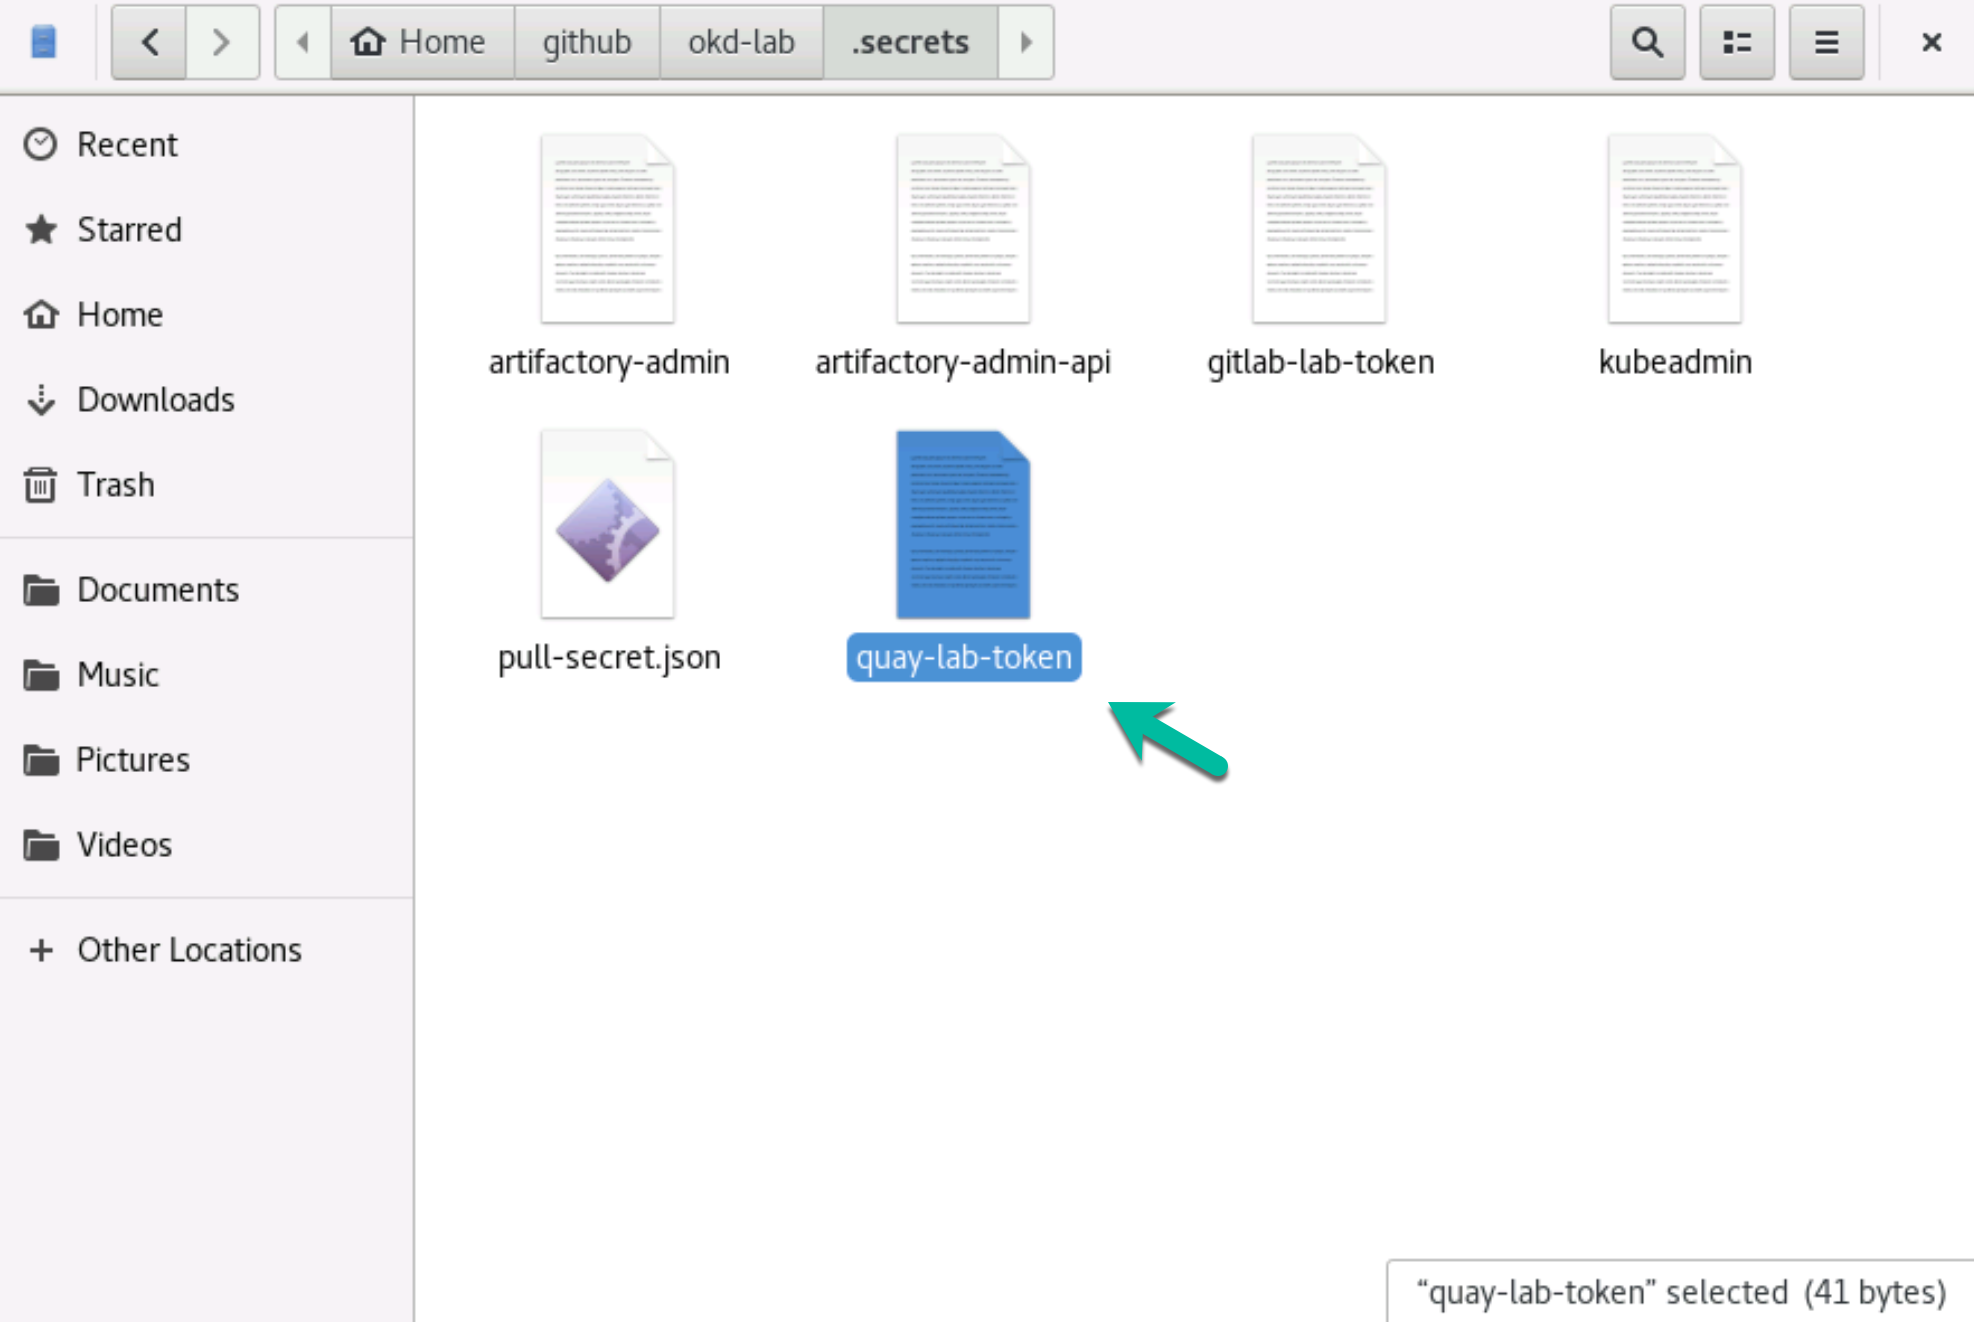 Home github okd-lab .secrets
Recent
Starred
Home
Downloads
Trash
Documents
Music
Pictures
Videos
Other Locations
artifactory-admin artifactory-admin-api gitlab-lab-token kubeadmin
pull-secret.json quay-lab-token
“quay-lab-token” selected (41 bytes)